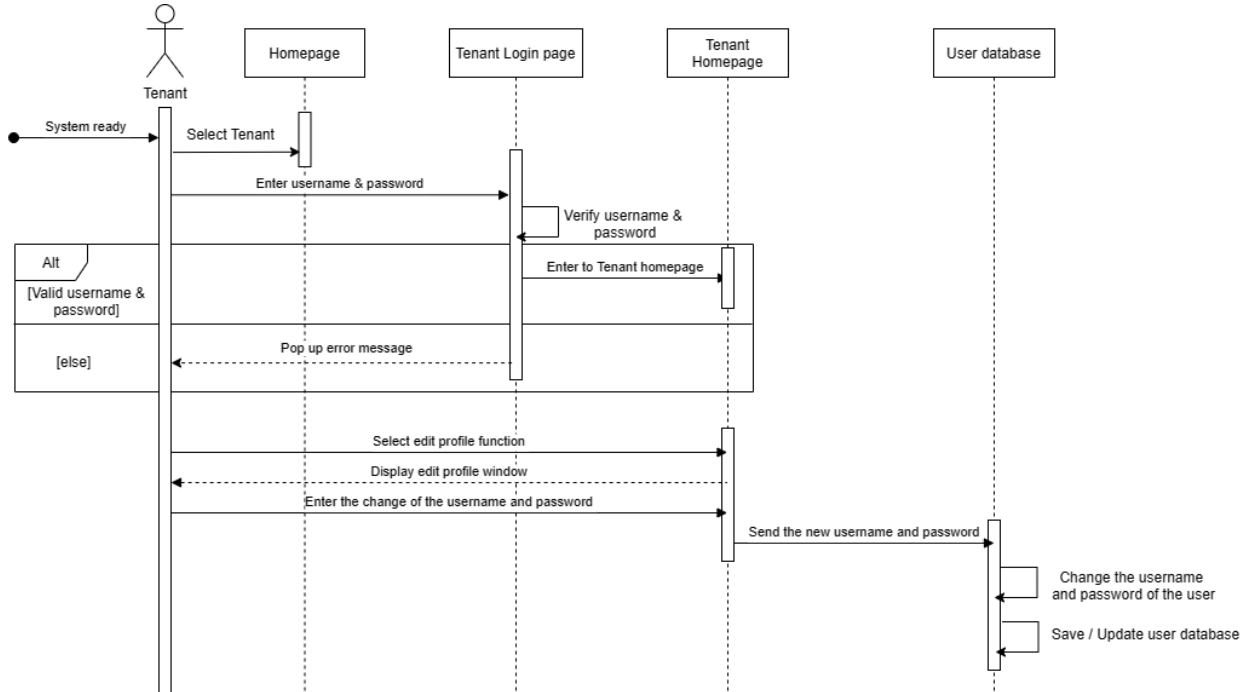 Homepage
Tenant Login page
Tenant
Homepage
User database
Tenant
System ready
Select Tenant
Enter username & password
Verify username &
password
Alt
Enter to Tenant homepage
[Valid username &
password]
Pop up error message
[else]
Select edit profile function
Display edit profile window
Enter the change of the username and password
Send the new username and password
Change the username
and password of the user
Save / Update user database